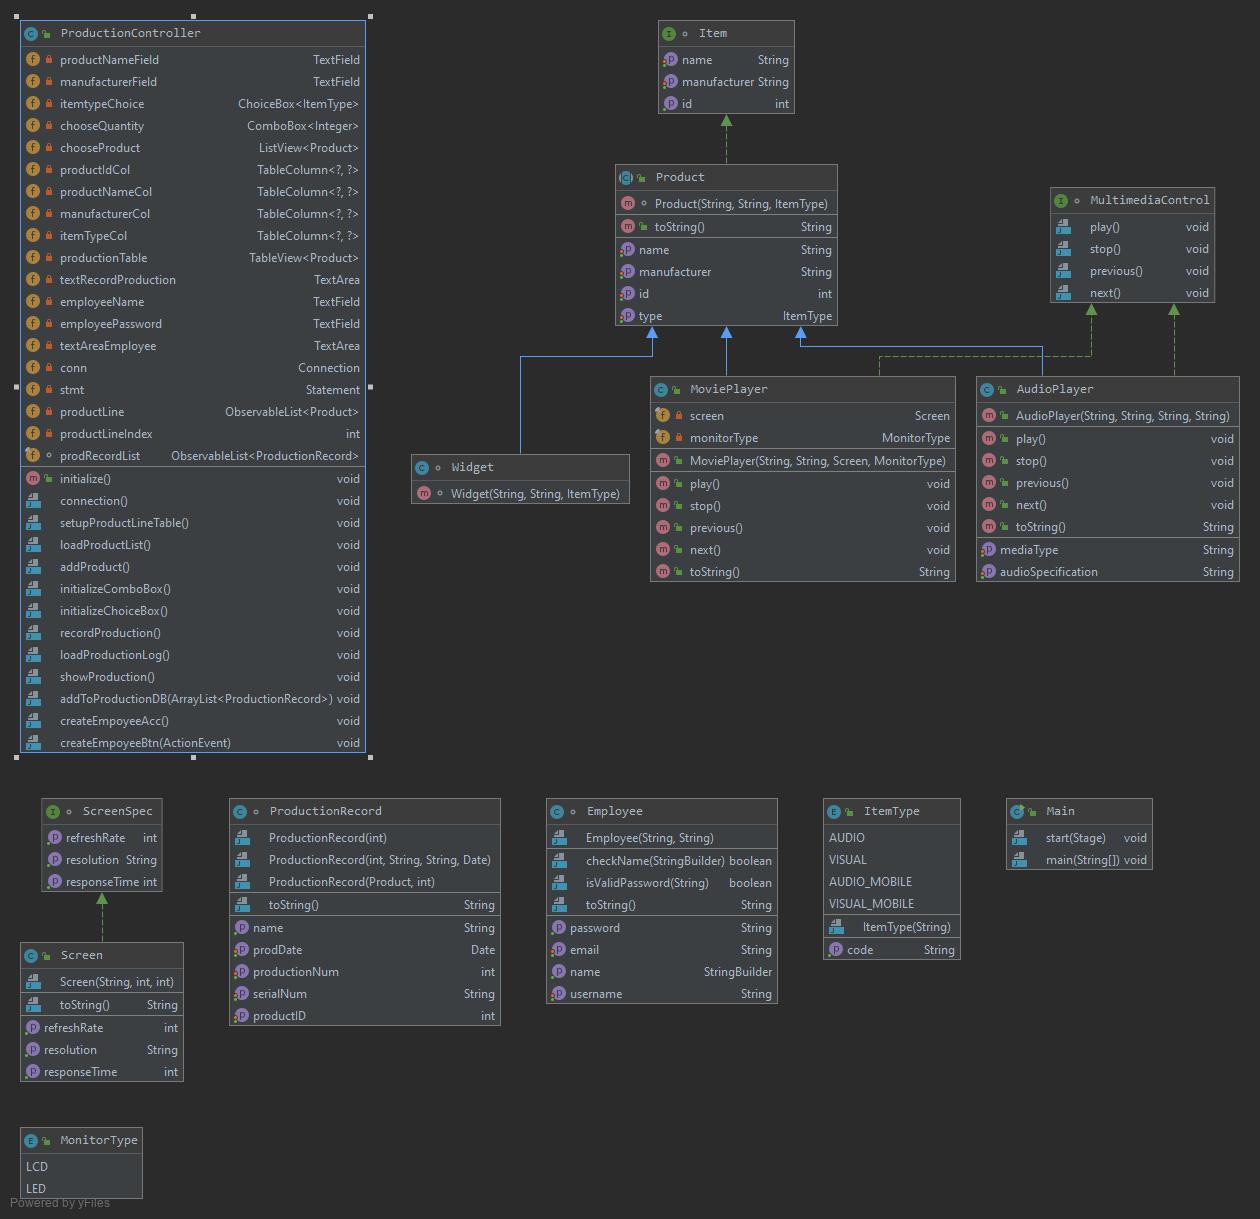 ProductionController
productNameField TextField
manufacturerField TextField
itemtypeChoice ChoiceBox<ItemType>
chooseQuantity ComboBox<Integer>
chooseProduct ListView<Product>
productIdCol TableColumn<?, ?>
productNameCol TableColumn<?, ?>
manufacturerCol TableColumn<?, ?>
itemTypeCol TableColumn<?, ?>
productionTable TableView<Product>
textRecordProduction TextArea
employeeName TextField
employeePassword TextField
textAreaEmployee TextArea
conn Connection
stmt Statement
productLine ObservableList<Product>
productLineIndex int
prodRecordList ObservableList<ProductionRecord>
initialize() void
connection() void
setupProductLineTable() void
loadProductList() void
addProduct() void
initializeComboBox() void
initializeChoiceBox() void
recordProduction() void
loadProductionLog() void
showProduction() void
addToProductionDB(ArrayList<ProductionRecord>) void
createEmpoyeeAcc() void
createEmpoyeeBtn(ActionEvent) void
Item
name String
manufacturer String
id int
Product
Product(String, String, ItemType)
toString() String
name String
manufacturer String
id int
type ItemType
MultimediaControl
play() void
stop() void
previous() void
next() void
Widget
Widget(String, String, ItemType)
MoviePlayer
screen Screen
monitorType MonitorType
MoviePlayer(String, String, Screen, MonitorType)
play() void
stop() void
previous() void
next() void
toString() String
AudioPlayer
AudioPlayer(String, String, String, String)
play() void
stop() void
previous() void
next() void
toString() String
mediaType String
audioSpecification String
ScreenSpec
refreshRate int
resolution String
responseTime int
Screen
Screen(String, int, int)
toString() String
refreshRate int
resolution String
responseTime int
ProductionRecord
ProductionRecord(int)
ProductionRecord(int, String, String, Date)
ProductionRecord(Product, int)
toString() String
name String
prodDate Date
productionNum int
serialNum String
productID int
Employee
Employee(String, String)
checkName(StringBuilder) boolean
isValidPassword(String) boolean
toString() String
password String
email String
name StringBuilder
username String
ItemType
AUDIO
VISUAL
AUDIO_MOBILE
VISUAL_MOBILE
ItemType(String)
code String
Main
start(Stage) void
main(String[]) void
MonitorType
LCD
LED
Powered by yFiles